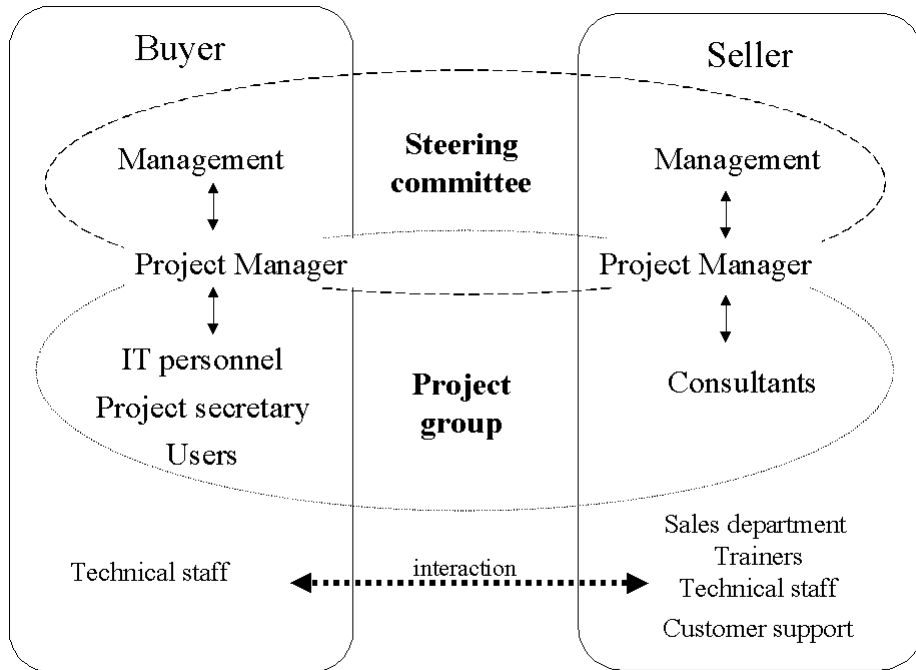 Buyer
Seller
Management
Steering
committee
Management
Project Manager
Project Manager
IT personnel
Project secretary
Users
Project
group
Consultants
Technical staff
interaction
Sales department
Trainers
Technical staff
Customer support